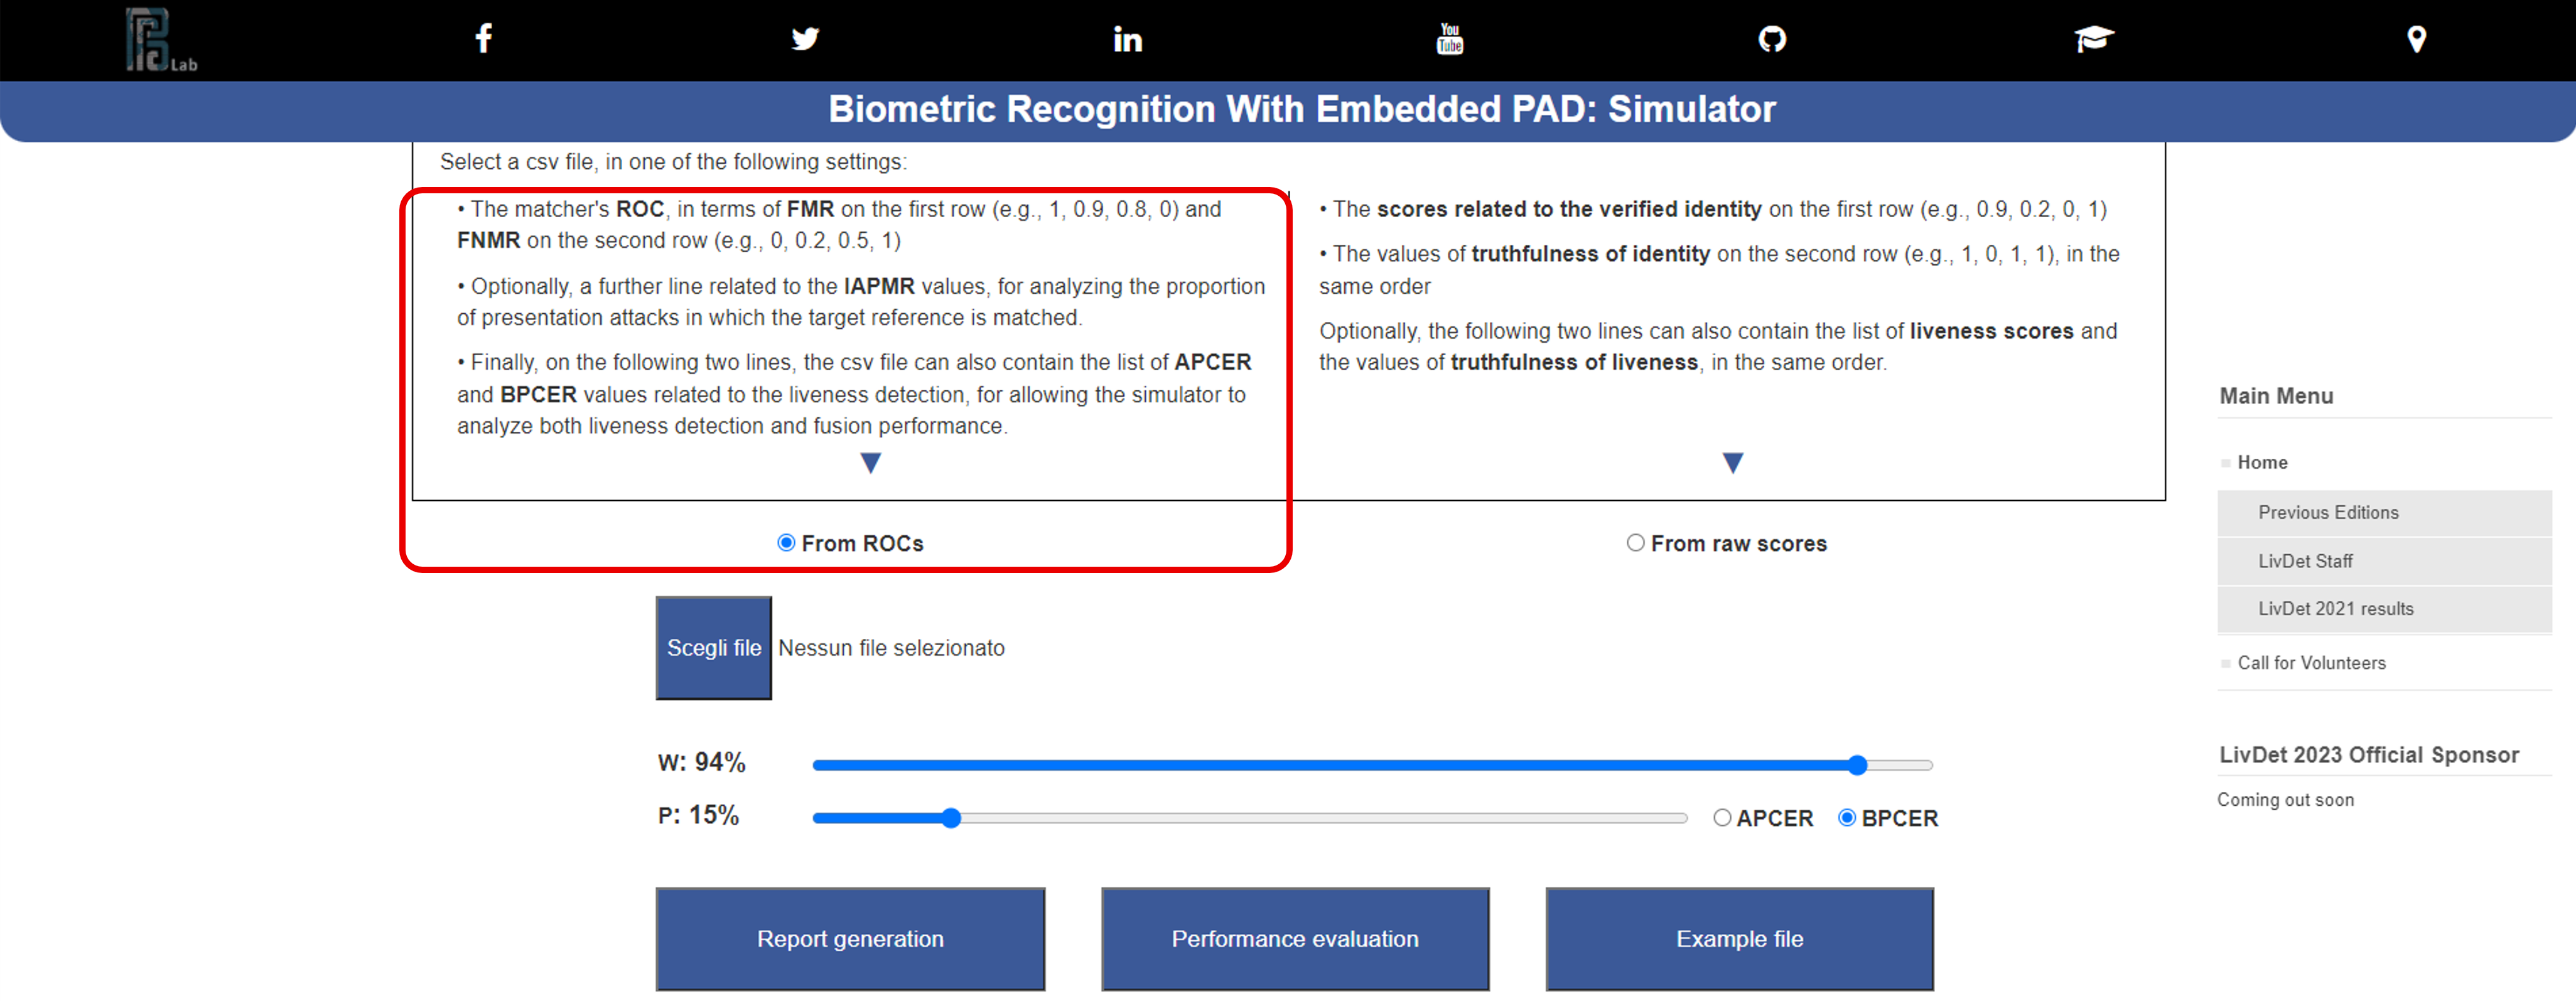 Lab
You
Tube
Biometric Recognition With Embedded PAD: Simulator
Select a csv file, in one of the following settings:
• The matcher's ROC, in terms of FMR on the first row (e.g., 1, 0.9, 0.8, 0) and
FNMR on the second row (e.g., 0, 0.2, 0.5, 1)
• Optionally, a further line related to the IAPMR values, for analyzing the proportion
of presentation attacks in which the target reference is matched.
• Finally, on the following two lines, the csv file can also contain the list of APCER
and BPCER values related to the liveness detection, for allowing the simulator to
analyze both liveness detection and fusion performance.
• The scores related to the verified identity on the first row (e.g., 0.9, 0.2, 0, 1)
• The values of truthfulness of identity on the second row (e.g., 1, 0, 1, 1), in the
same order
Optionally, the following two lines can also contain the list of liveness scores and
the values of truthfulness of liveness, in the same order.
From ROCs
From raw scores
Scegli file Nessun file selezionato
W: 94%
P: 15%
APCER BPCER
Report generation
Performance evaluation
Example file
Main Menu
Home
Previous Editions
LivDet Staff
LivDet 2021 results
Call for Volunteers
LivDet 2023 Official Sponsor
Coming out soon